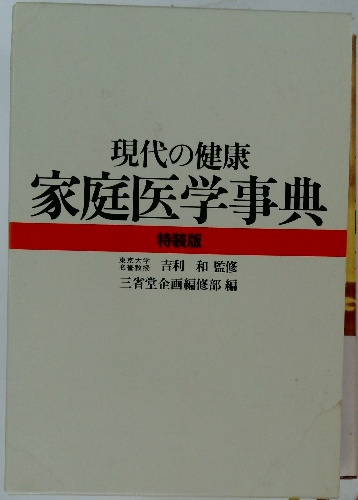 現代の健康
家庭医学事典
特装版
東京大学
名誉教授 吉利 和 監修
三省堂企画編修部 編